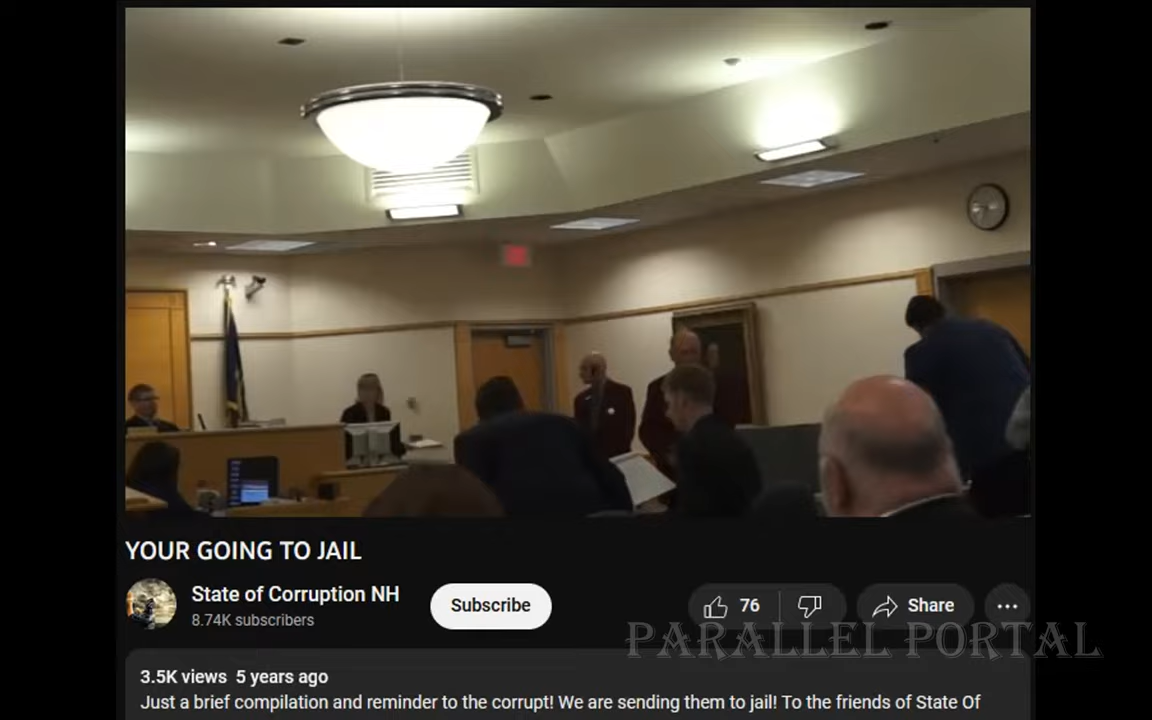 YOUR GOING TO JAIL
State of Corruption NH
8.74K subscribers
Subscribe
76
Share
PARALLEL PORTAL
3.5K views 5 years ago
Just a brief compilation and reminder to the corrupt! We are sending them to jail! To the friends of State Of